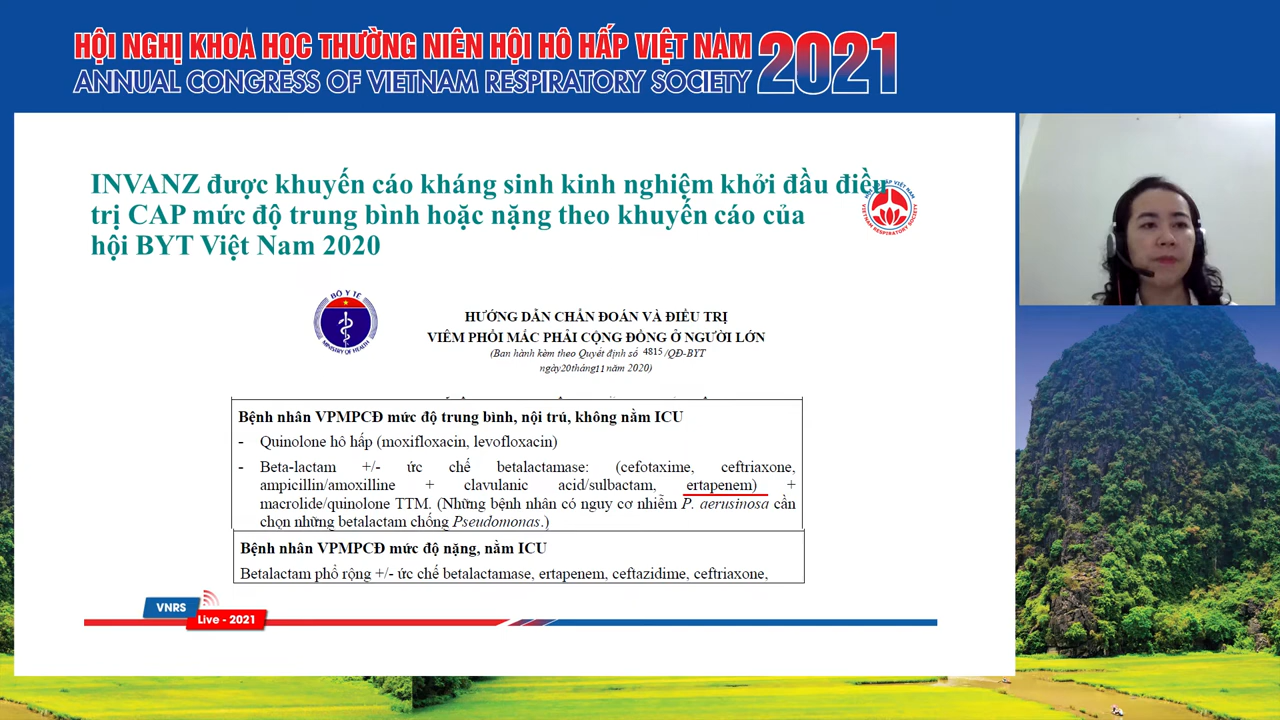 HỘI NGHỊ KHOA HỌC THƯỜNG NIÊN HỘI HÔ HẤP VIỆT NAM 2021
ANNUAL CONGRESS OF VIETNAM RESPIRATORY SOCIETY
INVANZ được khuyến cáo kháng sinh kinh nghiệm khởi đầu điều
trị CAP mức độ trung bình hoặc nặng theo khuyến cáo của
hội BYT Việt Nam 2020
HÔ HẤP VIỆT NAM
VIETNAM RESPIRATORY SOCIETY
BỘ Y TẾ
MINISTRY OF HEALTH
HƯỚNG DẪN CHẨN ĐOÁN VÀ ĐIỀU TRỊ
VIÊM PHỔI MẮC PHẢI CỘNG ĐỒNG Ở NGƯỜI LỚN
(Ban hành kèm theo Quyết định số 4815/QĐ-BYT
ngày20tháng11năm 2020)
Bệnh nhân VPMPCĐ mức độ trung bình, nội trú, không nằm ICU
- Quinolone hô hấp (moxifloxacin, levofloxacin)
- Beta-lactam +/- ức chế betalactamase: (cefotaxime, ceftriaxone,
ampicillin/amoxilline + clavulanic acid/sulbactam, ertapenem) +
macrolide/quinolone TTM. (Những bệnh nhân có nguy cơ nhiễm P. aerusinosa cần
chọn những betalactam chống Pseudomonas.)
Bệnh nhân VPMPCĐ mức độ nặng, nằm ICU
Betalactam phổ rộng +/- ức chế betalactamase, ertapenem, ceftazidime, ceftriaxone,
VNRS
Live - 2021